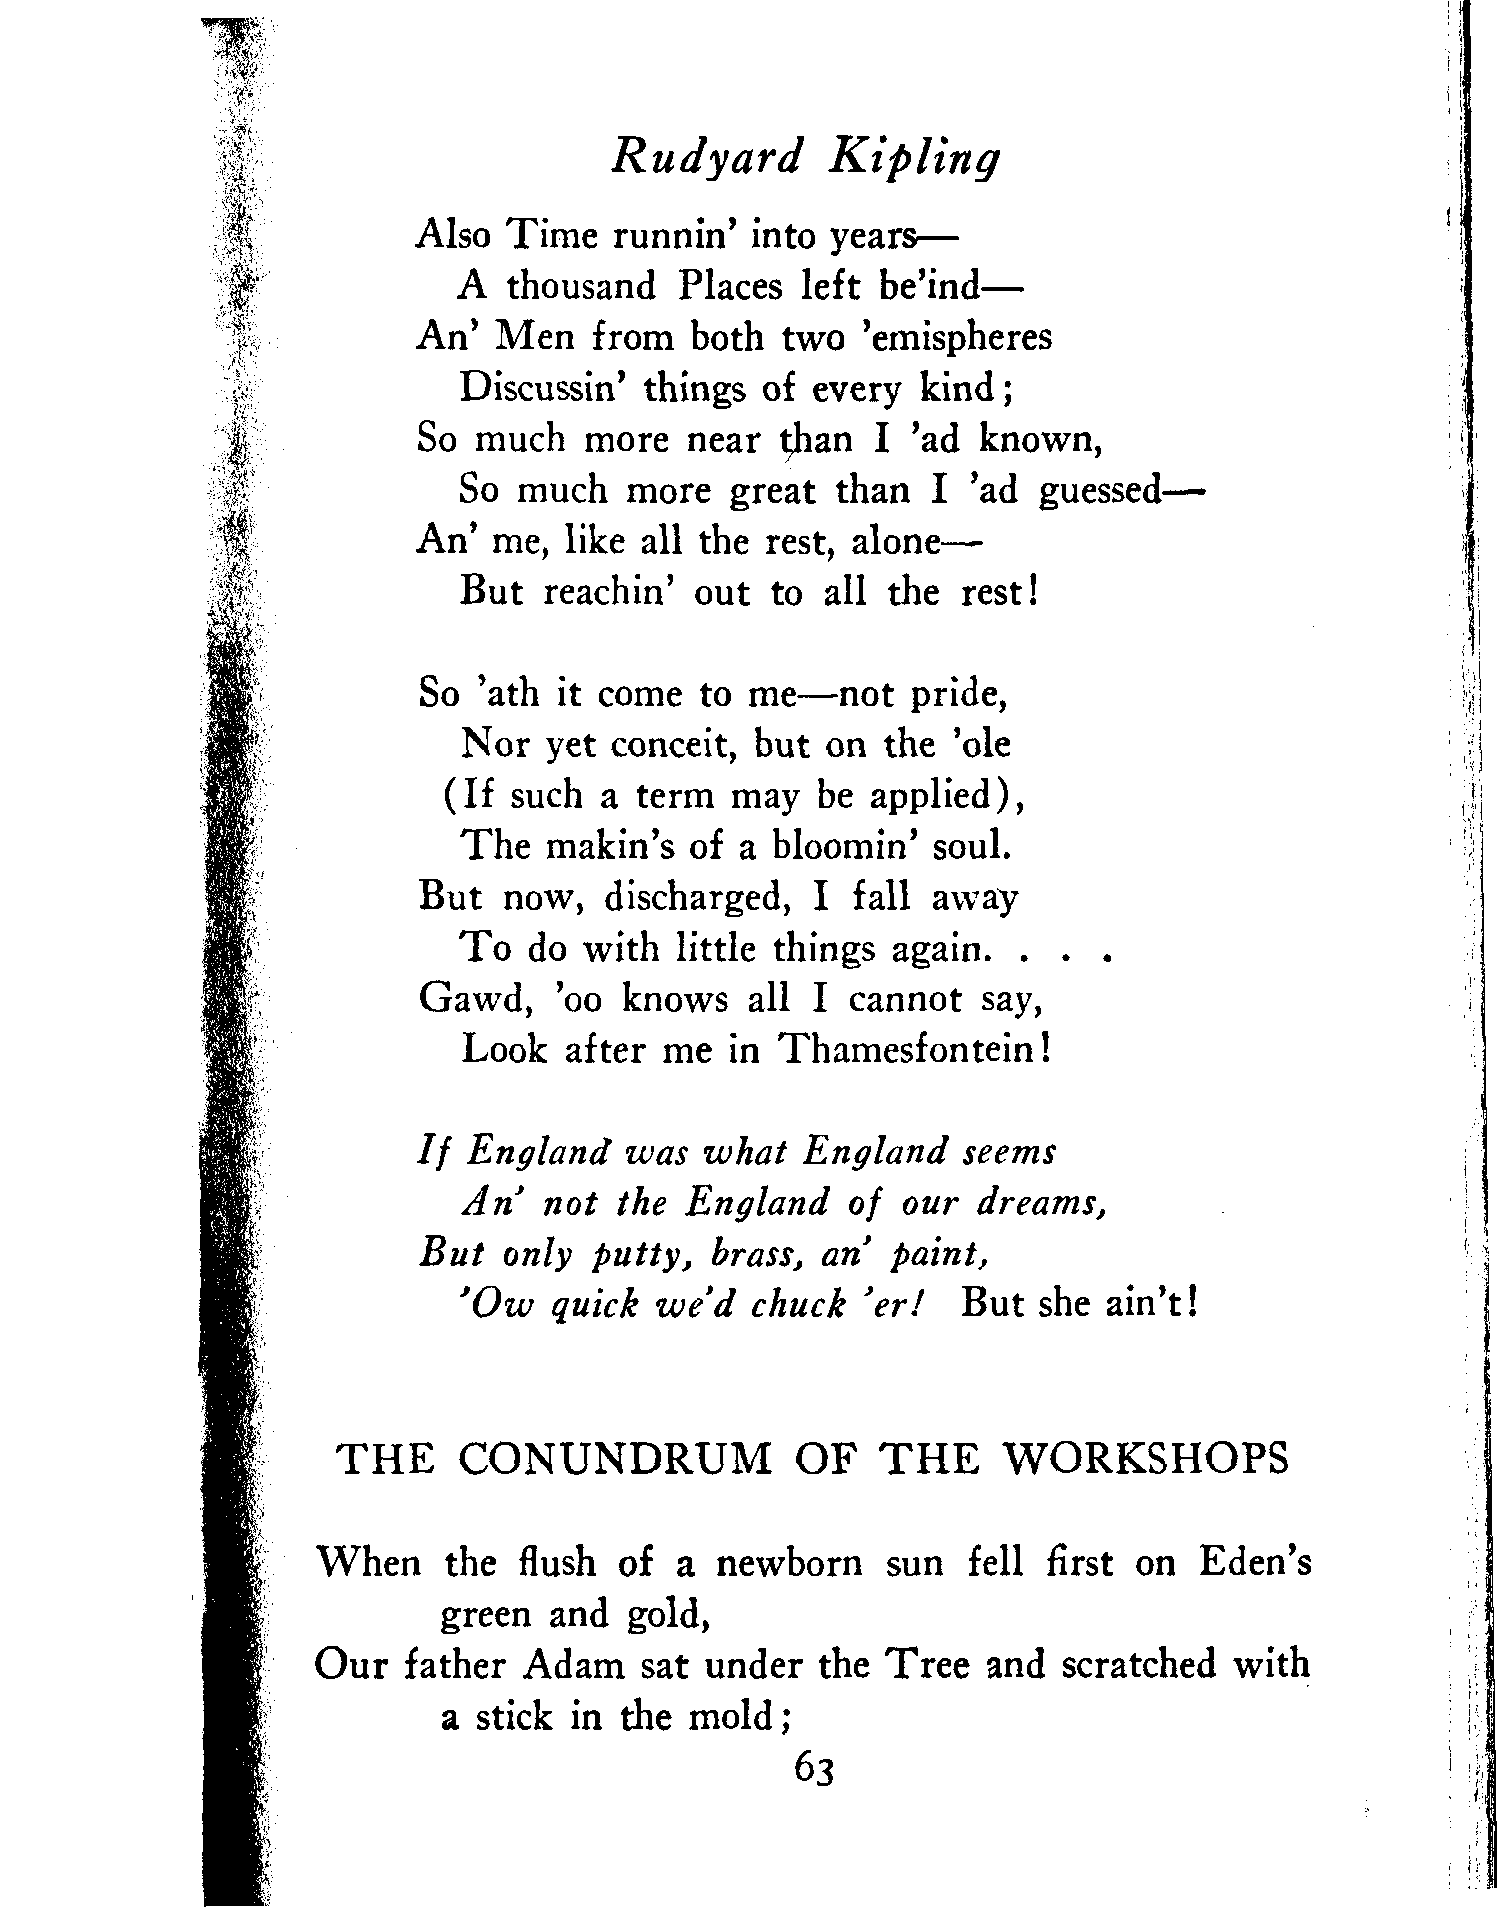 Rudyard Kipling
Also Time runnin' into years—
A thousand Places left be'ind—
An' Men from both two 'emispheres
Discussin' things of every kind;
So much more near than I 'ad known,
So much more great than I 'ad guessed—
An' me, like all the rest, alone—
But reachin' out to all the rest!
So 'ath it come to me—not pride,
Nor yet conceit, but on the 'ole
(If such a term may be applied),
The makin's of a bloomin' soul.
But now, discharged, I fall away
To do with little things again. . . .
Gawd, 'oo knows all I cannot say,
Look after me in Thamesfontein!
If England was what England seems
An' not the England of our dreams,
But only putty, brass, an' paint,
'Ow quick we'd chuck 'er! But she ain't!
THE CONUNDRUM OF THE WORKSHOPS
When the flush of a newborn sun fell first on Eden's
green and gold,
Our father Adam sat under the Tree and scratched with
a stick in the mold;
63